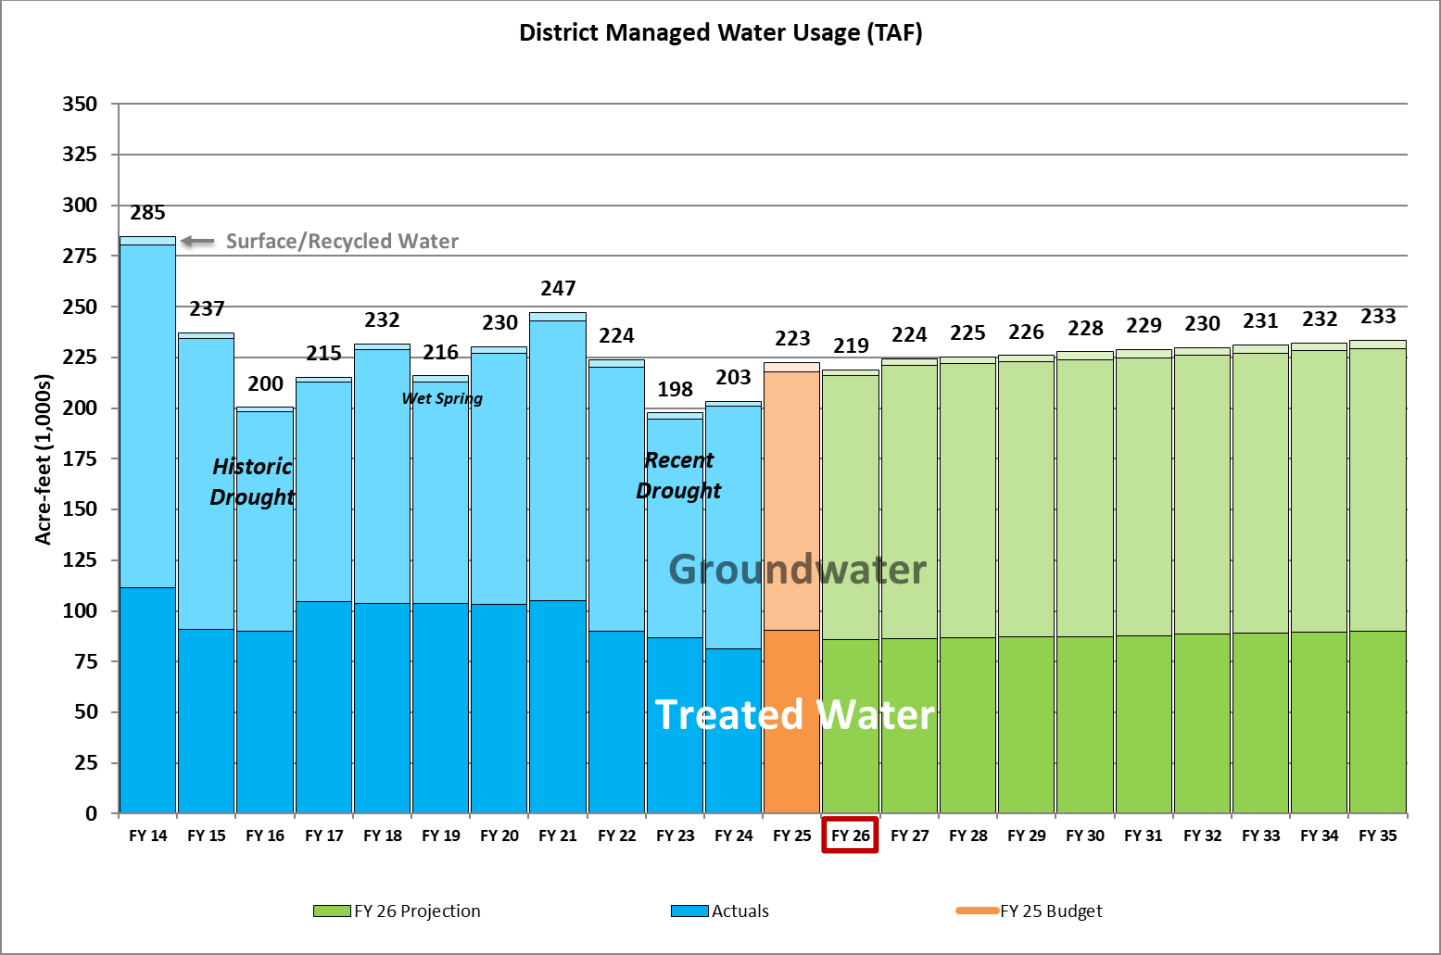 District Managed Water Usage (TAF)
Acre-feet (1,000s)
350
325
300
275
250
225
200
175
150
125
100
75
50
25
0
285
237
200
215
232
216
230
247
224
198
203
223
219
224
225
226
228
229
230
231
232
233
Surface/Recycled Water
Wet Spring
Historic
Drought
Recent
Drought
Groundwater
Treated Water
FY 14
FY 15
FY 16
FY 17
FY 18
FY 19
FY 20
FY 21
FY 22
FY 23
FY 24
FY 25
FY 26
FY 27
FY 28
FY 29
FY 30
FY 31
FY 32
FY 33
FY 34
FY 35
FY 26 Projection
Actuals
FY 25 Budget